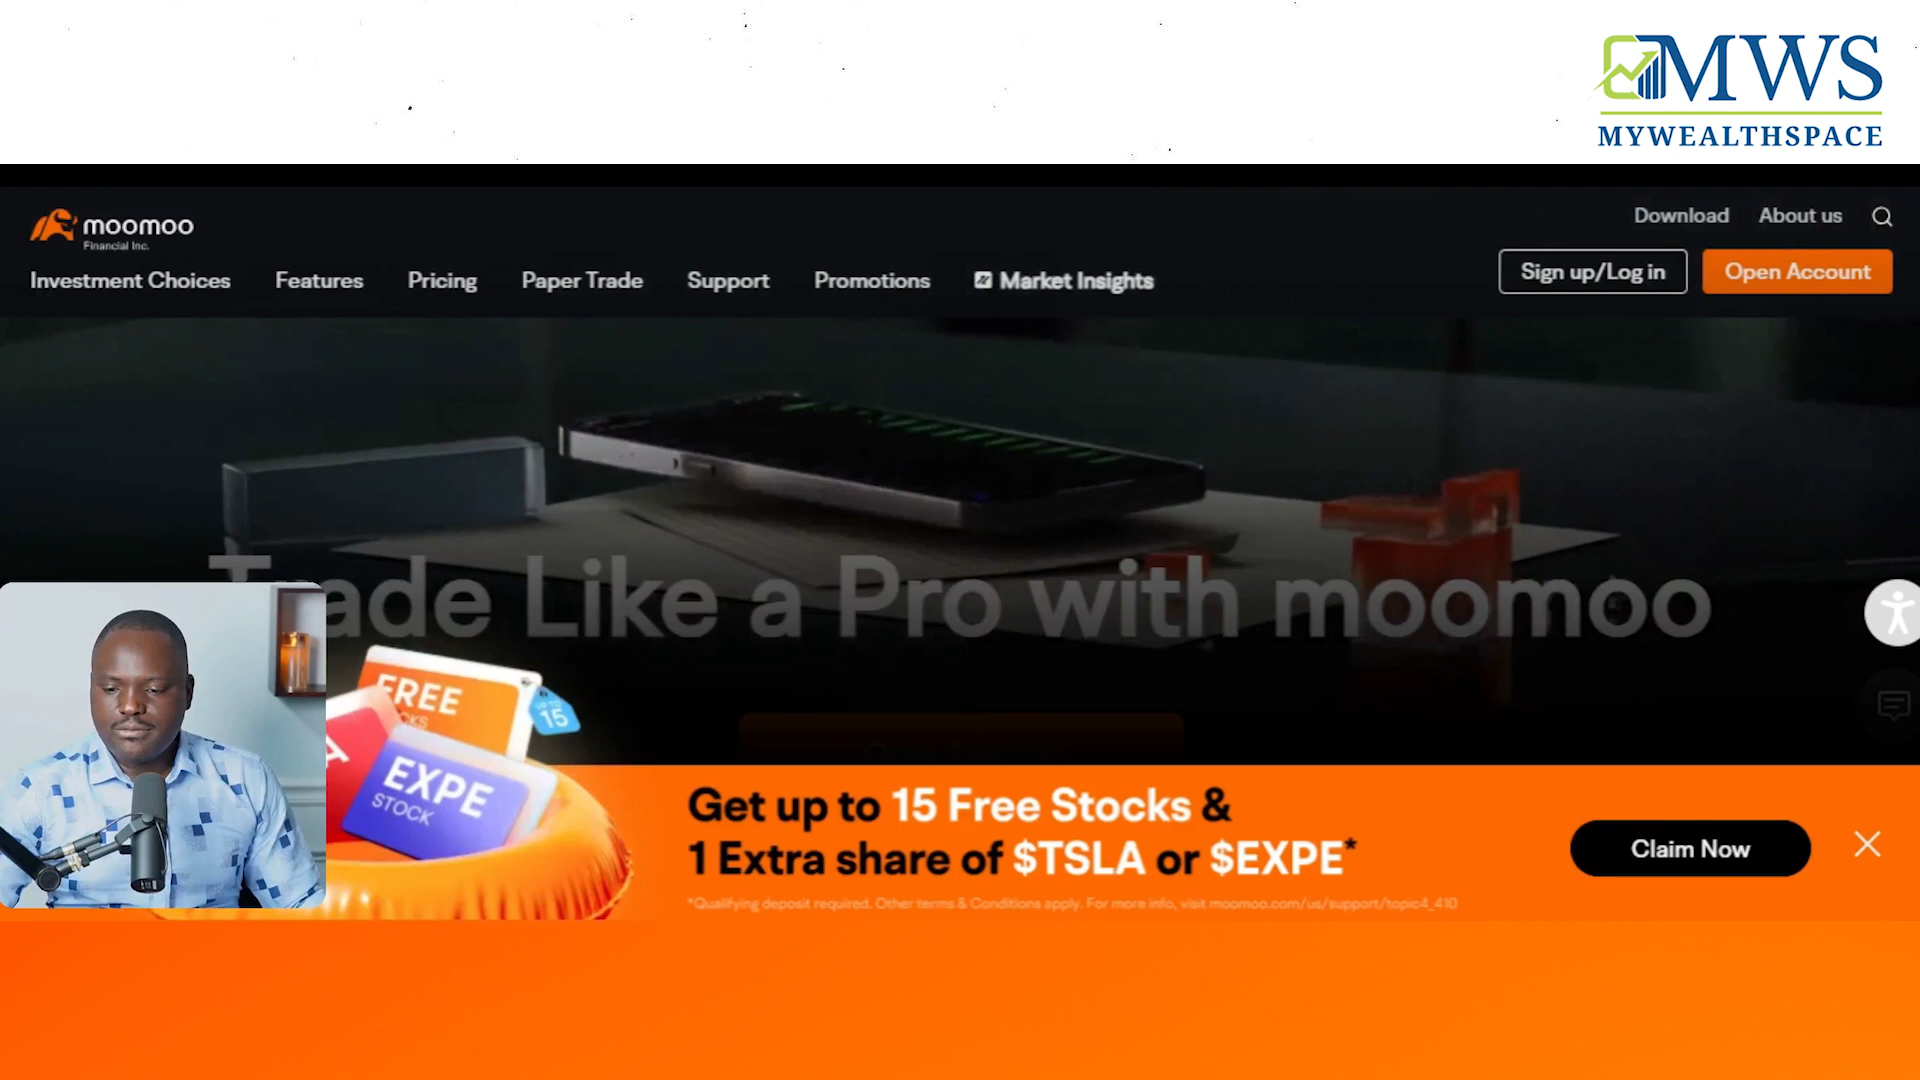 MWS
MYWEALTHSPACE
moomoo
Financial Inc.
Download About us
Investment Choices Features Pricing Paper Trade Support Promotions Market Insights
Sign up/Log in Open Account
Trade Like a Pro with moomoo
FREE
UP TO
15
EXPE
STOCK
Get up to 15 Free Stocks &
1 Extra share of $TSLA or $EXPE*
Claim Now
*Qualifying deposit required. Other terms & Conditions apply. For more info, visit moomoo.com/us/support/topic4_410